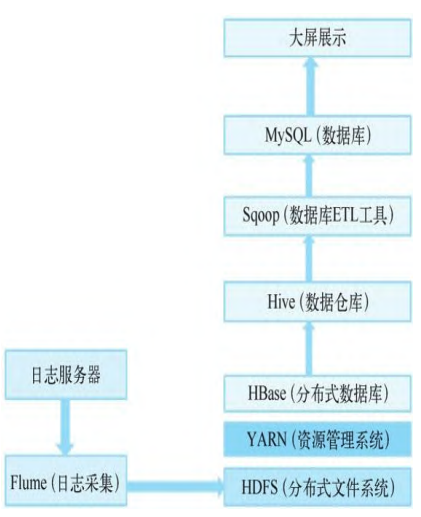 大屏展示
MySQL(数据库)
Sqoop(数据库ETL工具)
Hive(数据仓库)
日志服务器
HBase(分布式数据库)
YARN(资源管理系统)
Flume(日志采集)
HDFS(分布式文件系统)